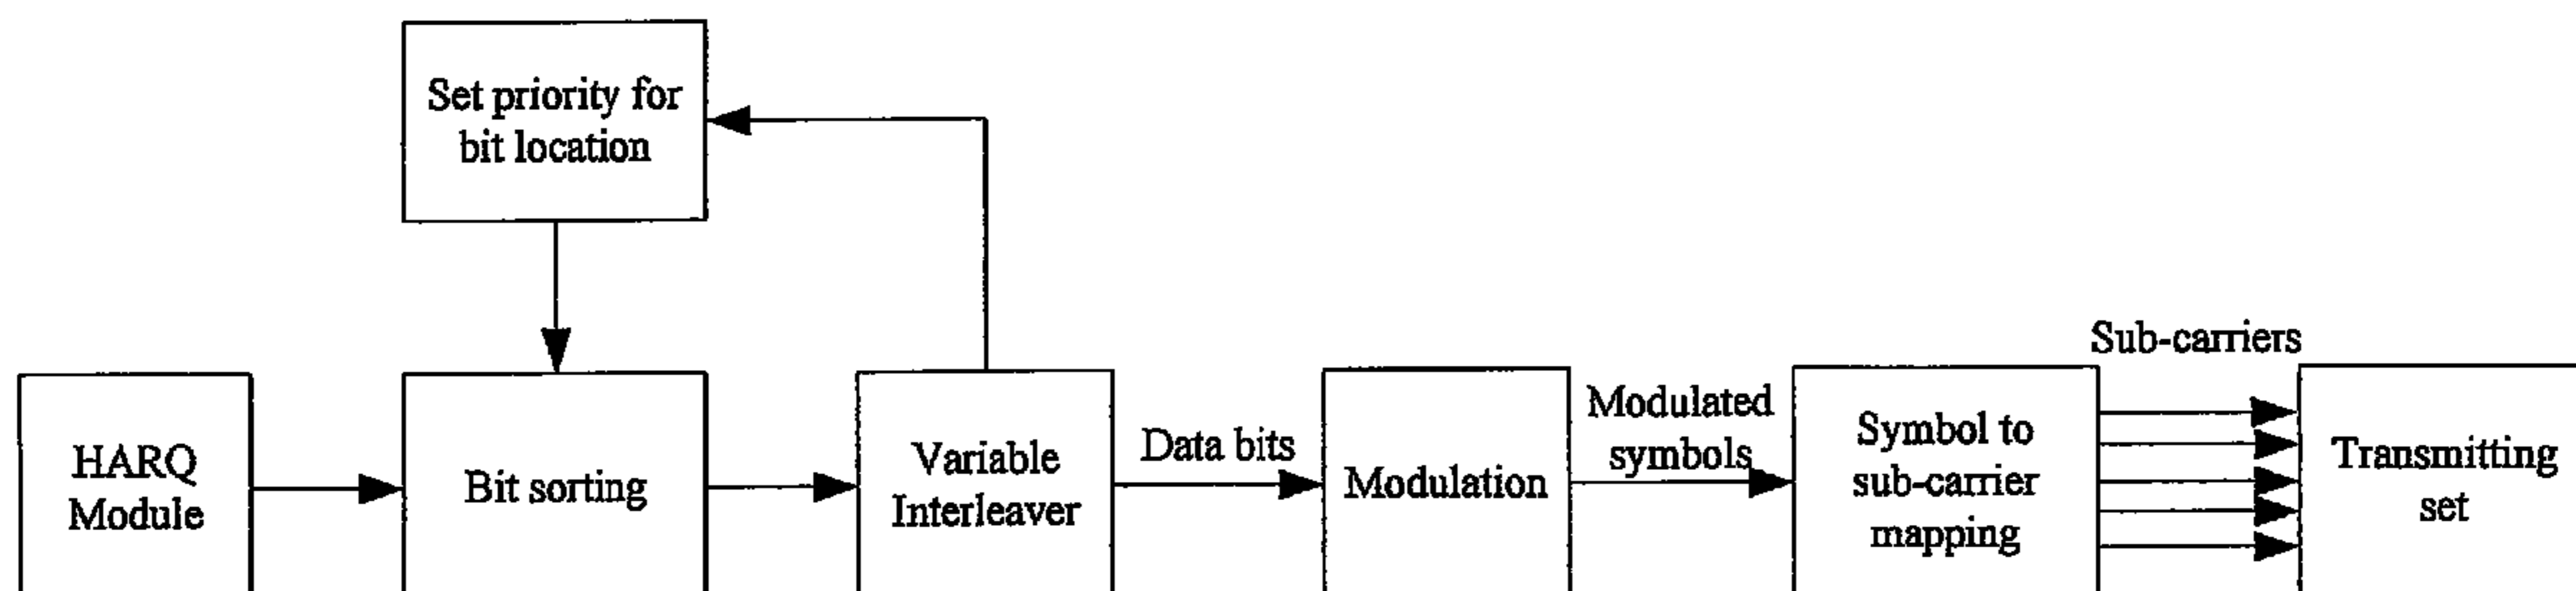 Set priority for
bit location
Sub-carriers
HARQ
Module
Bit sorting
Variable
Interleaver
Data bits
Modulation
Modulated
symbols
Symbol to
sub-carrier
mapping
Transmitting
set